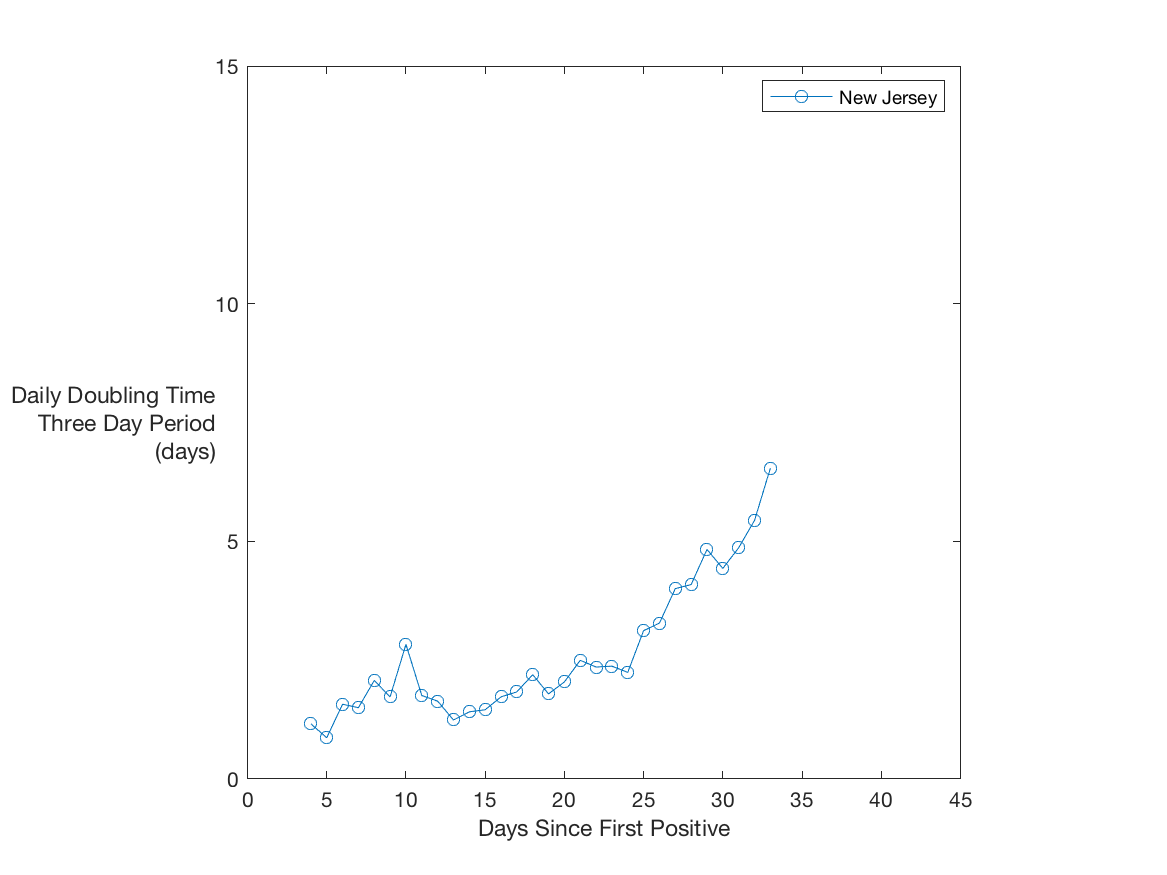 15
New Jersey
10
Daily Doubling Time
Three Day Period
(days)
5
0
0 5 10 15 20 25 30 35 40 45
Days Since First Positive